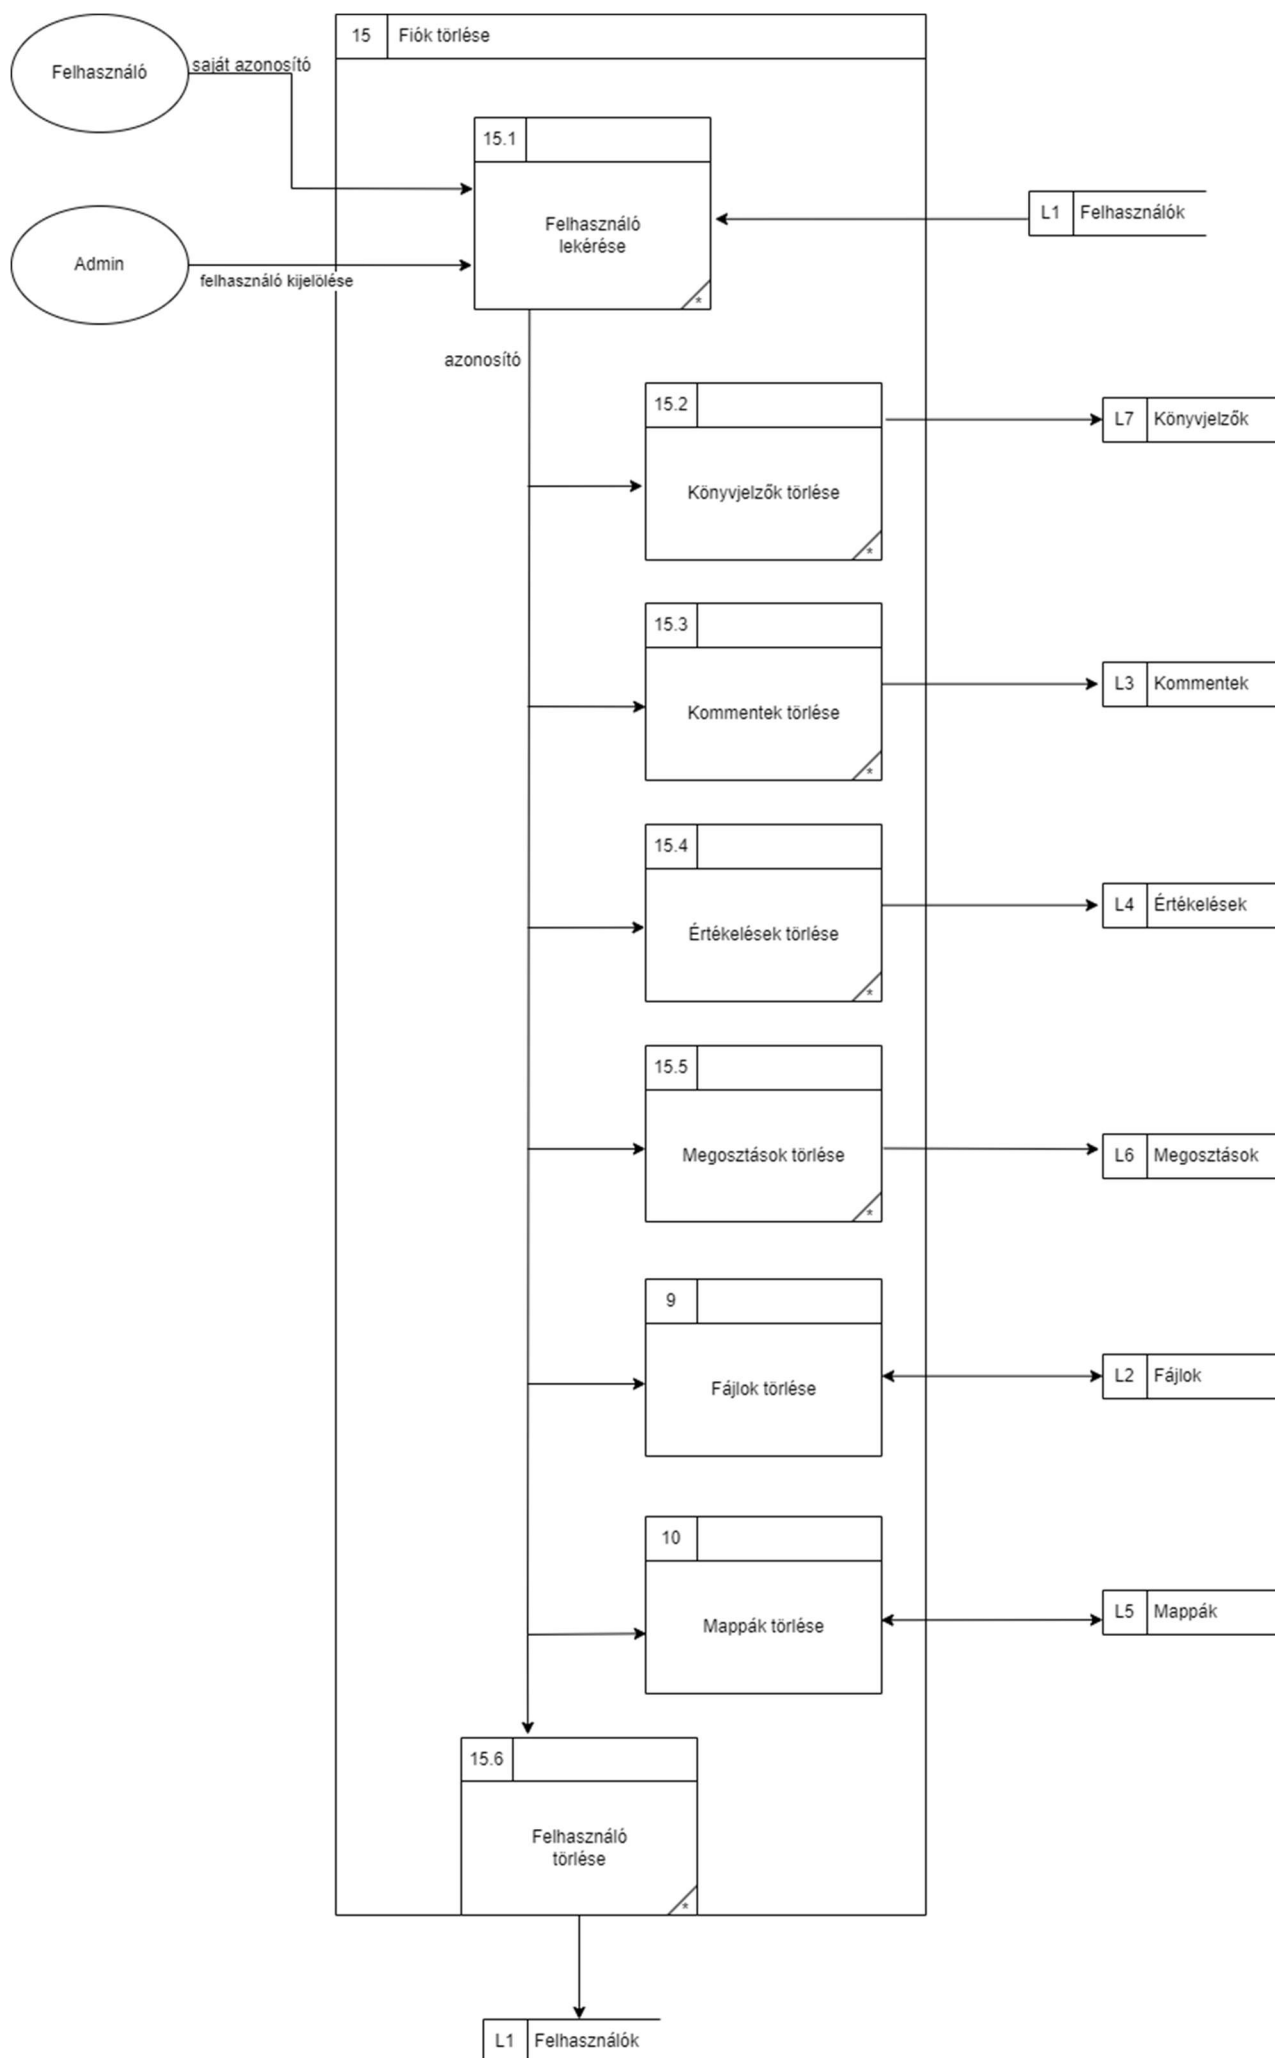 15 Fiók törlése
Felhasználó
saját azonosító
15.1
Felhasználó
lekérése
*
L1 Felhasználók
Admin
felhasználó kijelölése
azonosító
15.2
Könyvjelzők törlése
*
L7 Könyvjelzők
15.3
Kommentek törlése
*
L3 Kommentek
15.4
Értékelések törlése
*
L4 Értékelések
15.5
Megosztások törlése
*
L6 Megosztások
9
Fájlok törlése
L2 Fájlok
10
Mappák törlése
L5 Mappák
15.6
Felhasználó
törlése
*
L1 Felhasználók